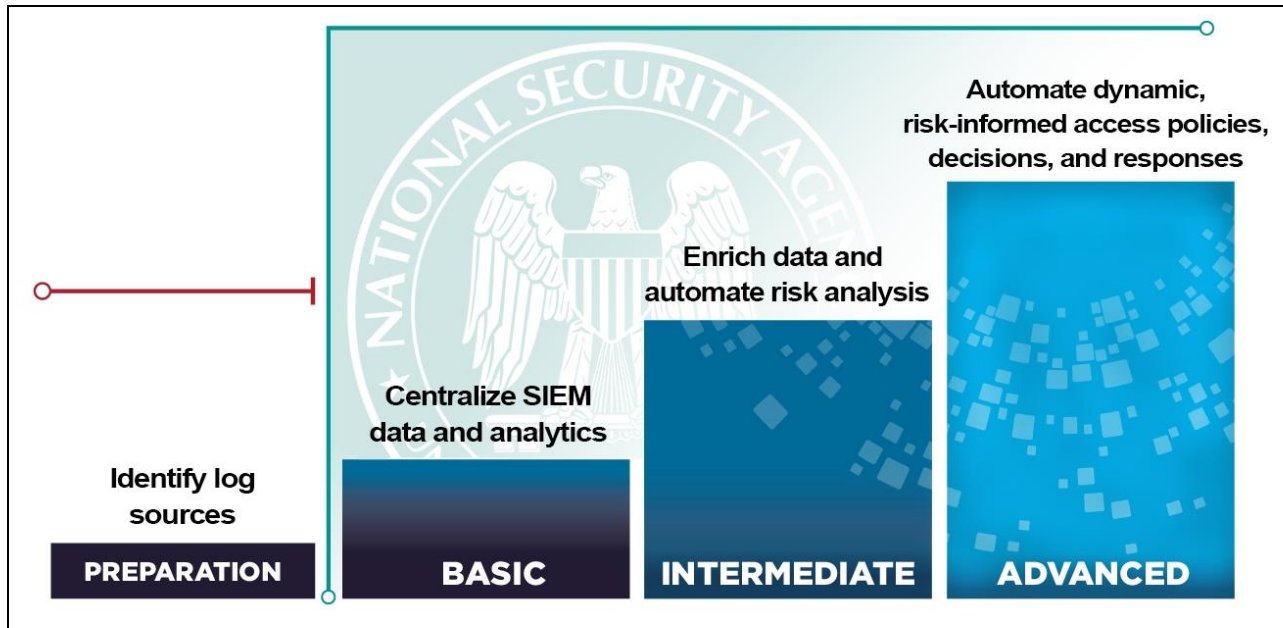 NATIONAL SECURITY AGEN
Automate dynamic,
risk-informed access policies,
decisions, and responses
Enrich data and
automate risk analysis
Centralize SIEM
data and analytics
Identify log
sources
PREPARATION
BASIC
INTERMEDIATE
ADVANCED